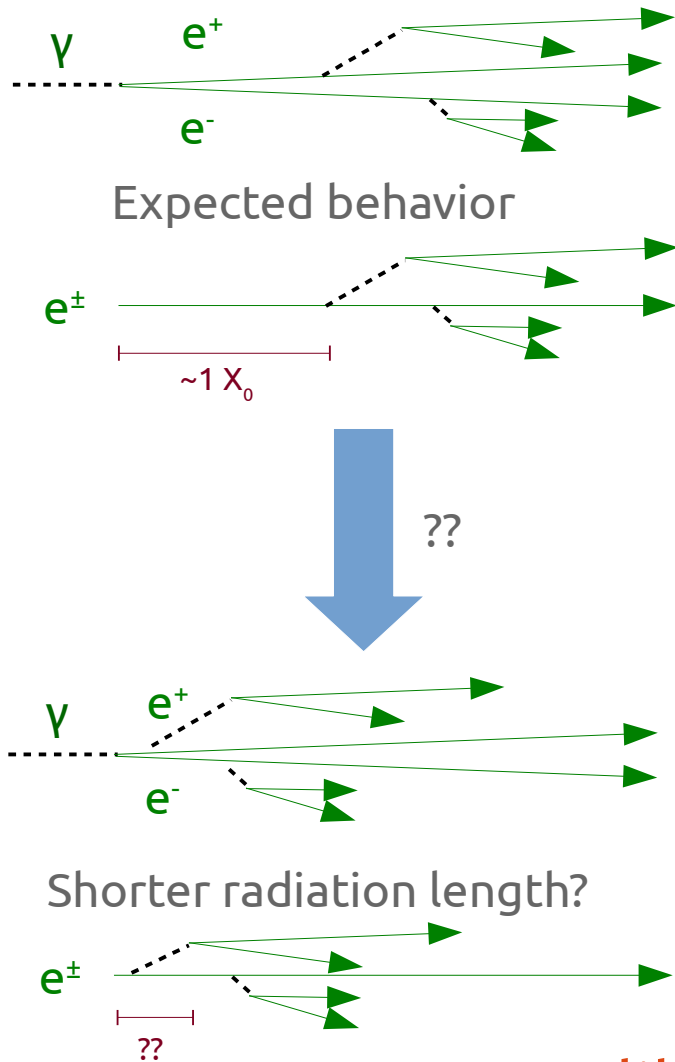 γ
e⁺
e⁻
Expected behavior
e±
~1 X₀
??
γ
e⁺
e⁻
Shorter radiation length?
e±
??